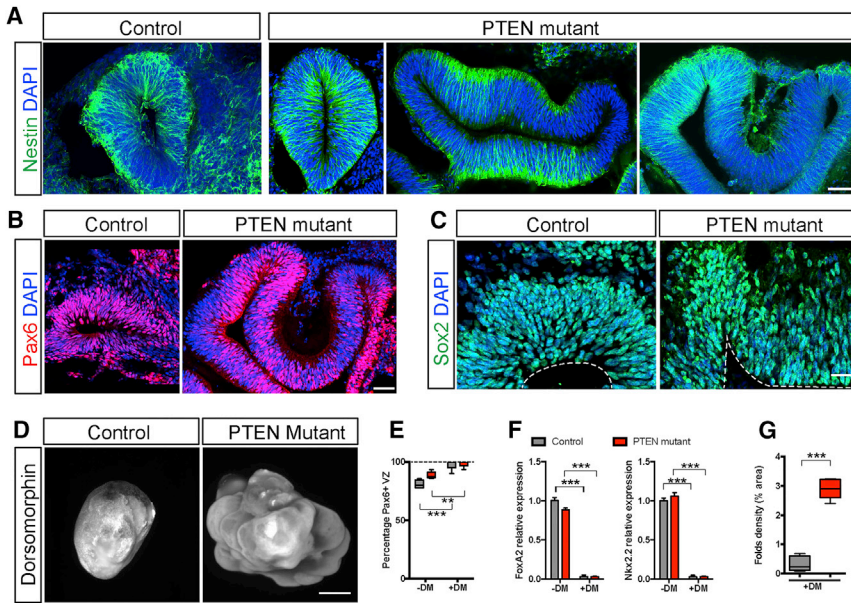 A
Control
PTEN mutant
Nestin DAPI
B
Control
PTEN mutant
Pax6 DAPI
C
Control
PTEN mutant
Sox2 DAPI
D
Control
PTEN Mutant
Dorsomorphin
E
Percentage Pax6+ VZ
100
50
0
***
**
-DM
+DM
F
Control
PTEN mutant
FoxA2 relative expression
1.5
1.0
0.5
0.0
***
***
-DM
+DM
Nkx2.2 relative expression
1.5
1.0
0.5
0.0
***
***
-DM
+DM
G
Folds density (% area)
5
4
3
2
1
0
***
+DM